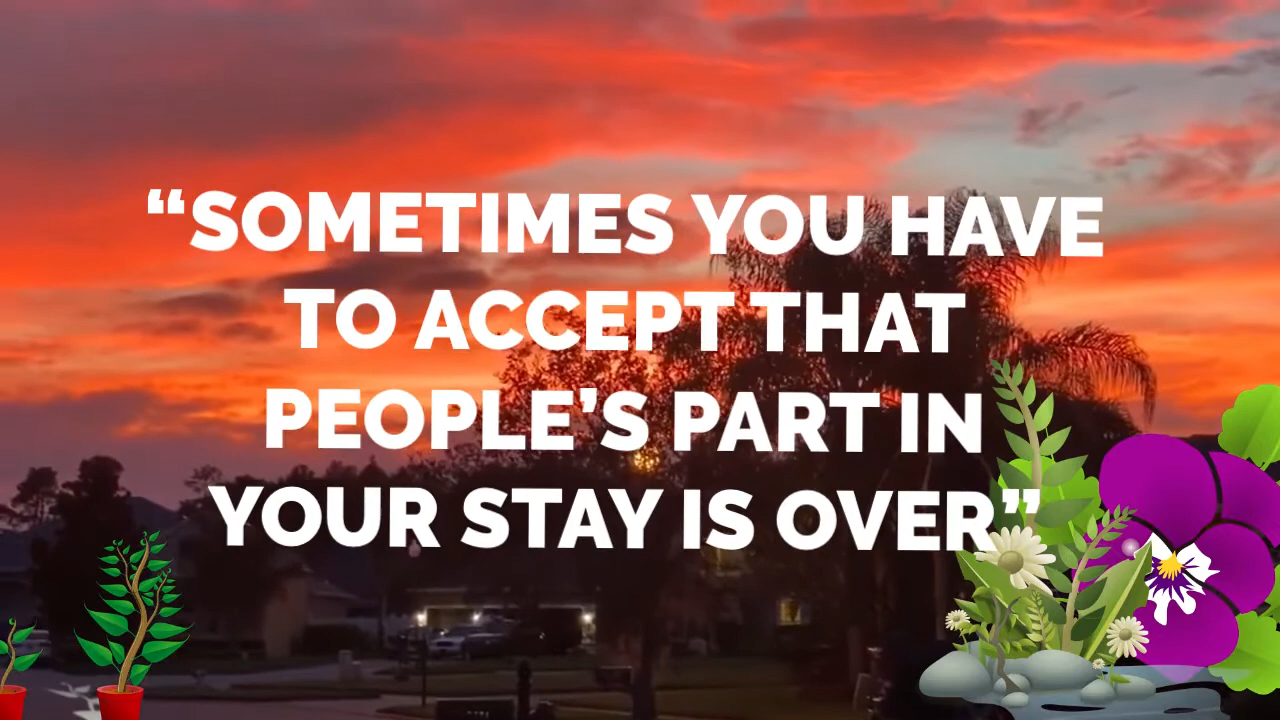 “SOMETIMES YOU HAVE
TO ACCEPT THAT
PEOPLE’S PART IN
YOUR STAY IS OVER”